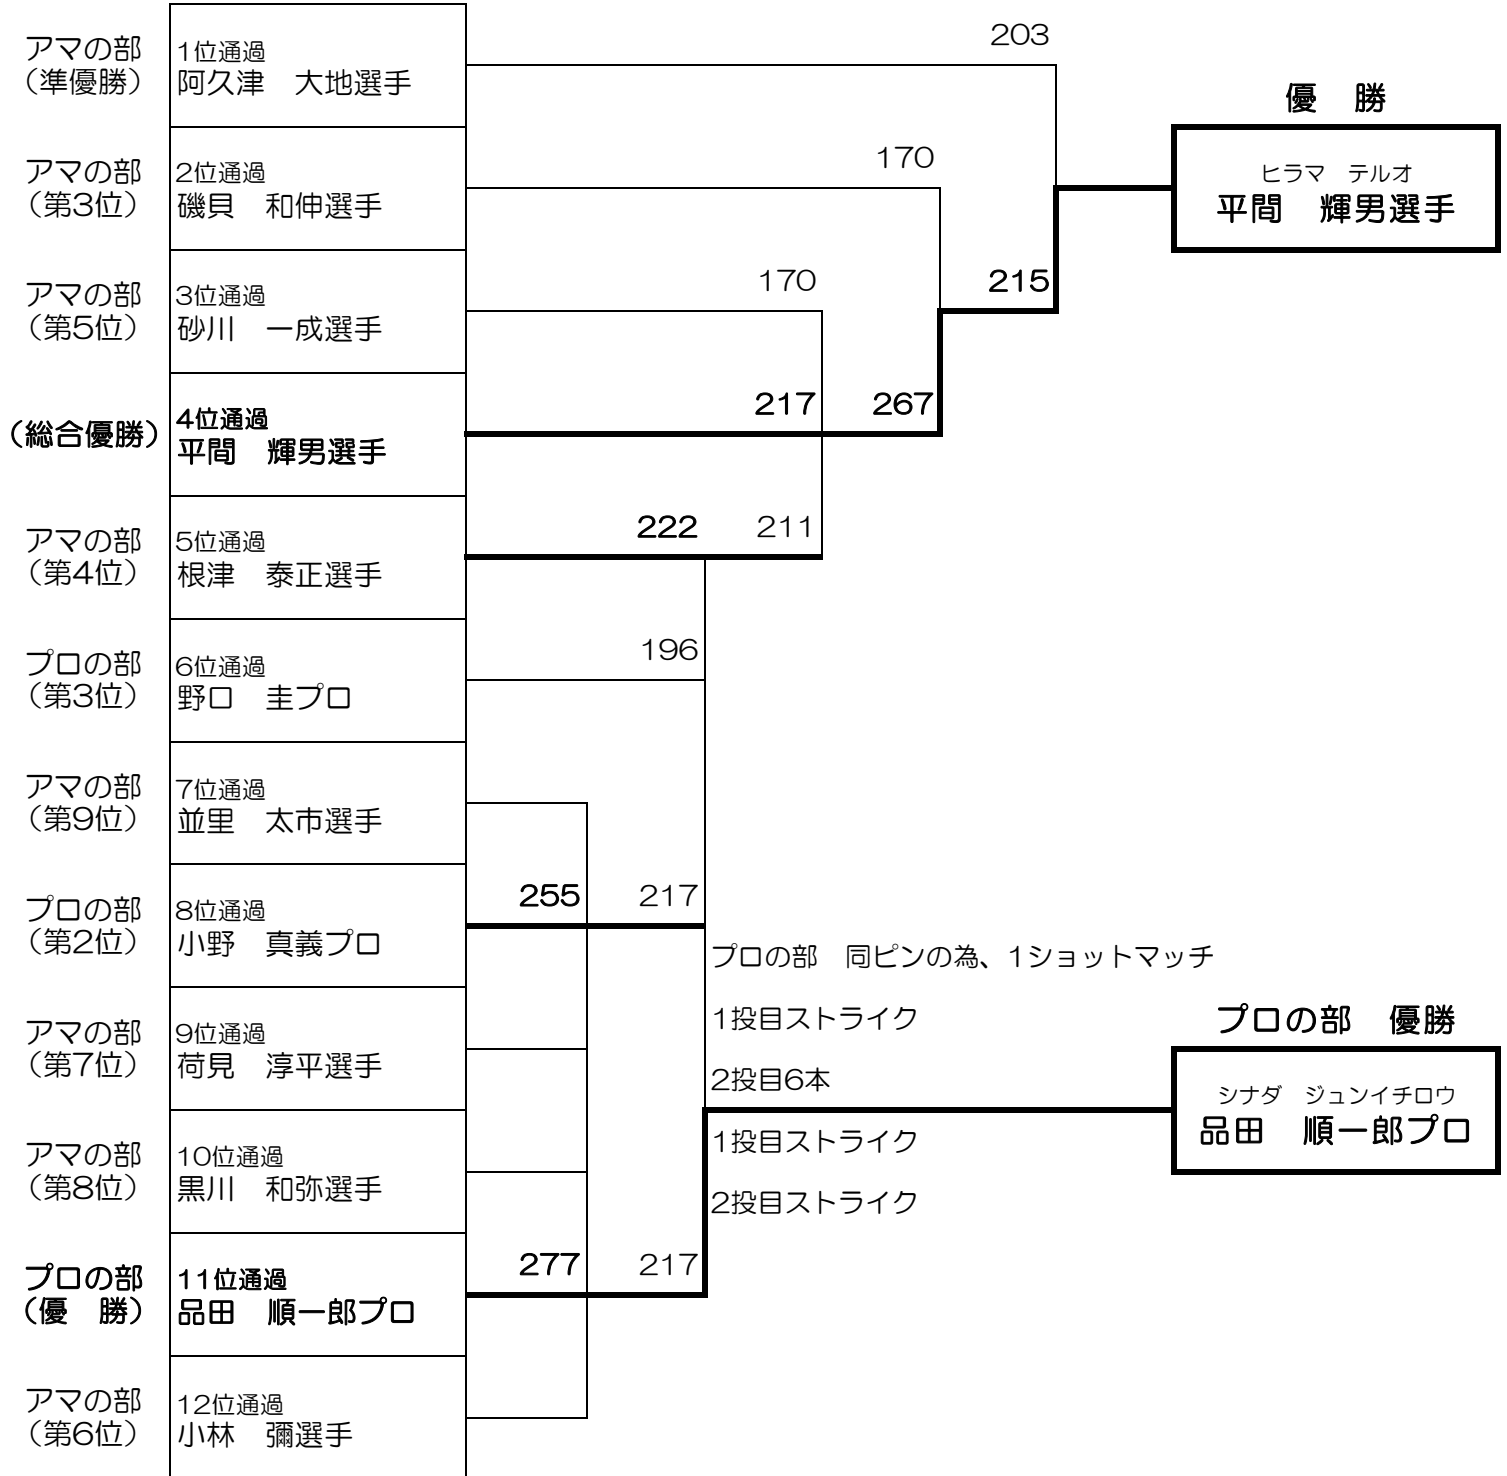 203
アマの部
（準優勝）
1位通過
阿久津　大地選手
優　勝
170
アマの部
（第3位）
2位通過
磯貝　和伸選手
ヒラマ　テルオ
平間　輝男選手
170
215
アマの部
（第5位）
3位通過
砂川　一成選手
217
267
（総合優勝）
4位通過
平間　輝男選手
222
211
アマの部
（第4位）
5位通過
根津　泰正選手
196
プロの部
（第3位）
6位通過
野口　圭プロ
アマの部
（第9位）
7位通過
並里　太市選手
255
217
プロの部
（第2位）
8位通過
小野　真義プロ
プロの部　同ピンの為、1ショットマッチ
1投目ストライク
プロの部　優勝
アマの部
（第7位）
9位通過
荷見　淳平選手
2投目6本
シナダ　ジュンイチロウ
品田　順一郎プロ
1投目ストライク
アマの部
（第8位）
10位通過
黒川　和弥選手
2投目ストライク
277
217
プロの部
（優　勝）
11位通過
品田　順一郎プロ
アマの部
（第6位）
12位通過
小林　彌選手